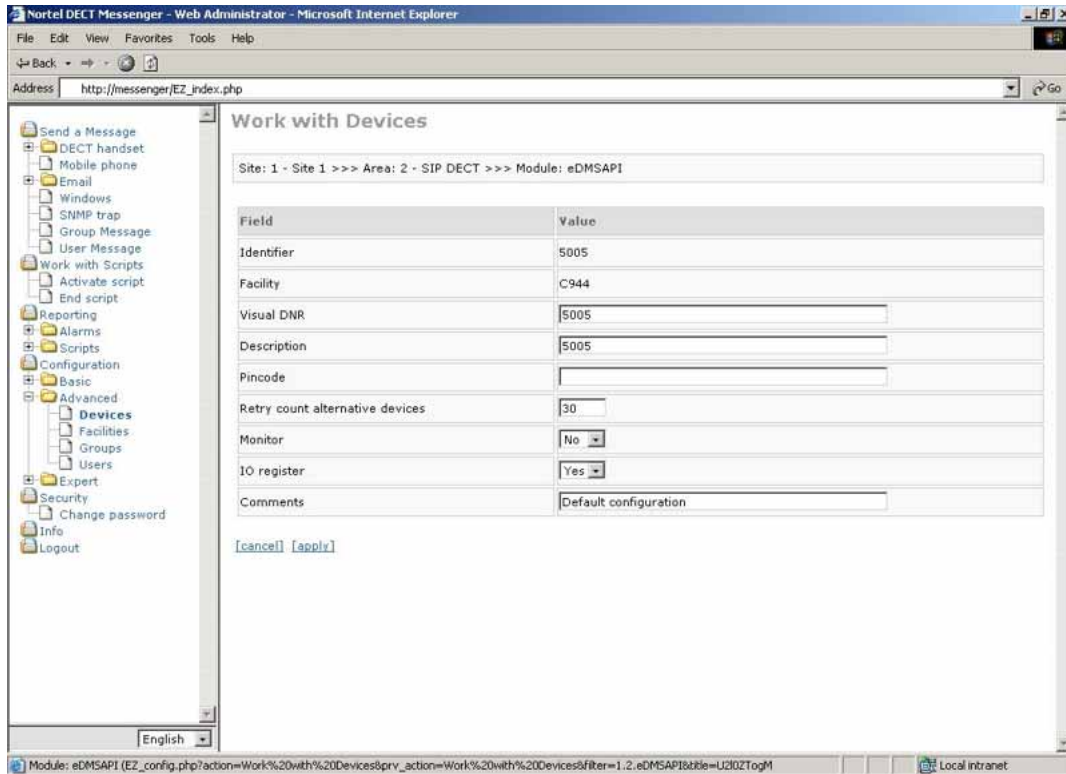 Nortel DECT Messenger - Web Administrator - Microsoft Internet Explorer
File Edit View Favorites Tools Help
Back
Address http://messenger/EZ_index.php Go
Send a Message
DECT handset
Mobile phone
Email
Windows
SNMP trap
Group Message
User Message
Work with Scripts
Activate script
End script
Reporting
Alarms
Scripts
Configuration
Basic
Advanced
Devices
Facilities
Groups
Users
Expert
Security
Change password
Info
Logout
English
Work with Devices
Site: 1 - Site 1 >>> Area: 2 - SIP DECT >>> Module: eDMSAPI
Field Value
Identifier 5005
Facility C944
Visual DNR 5005
Description 5005
Pincode
Retry count alternative devices 30
Monitor No
IO register Yes
Comments Default configuration
[cancel] [apply]
Module: eDMSAPI (EZ_config.php?action=Work%20with%20Devices&prv_action=Work%20with%20Devices&filter=1.2.eDMSAPI&title= Local intranet